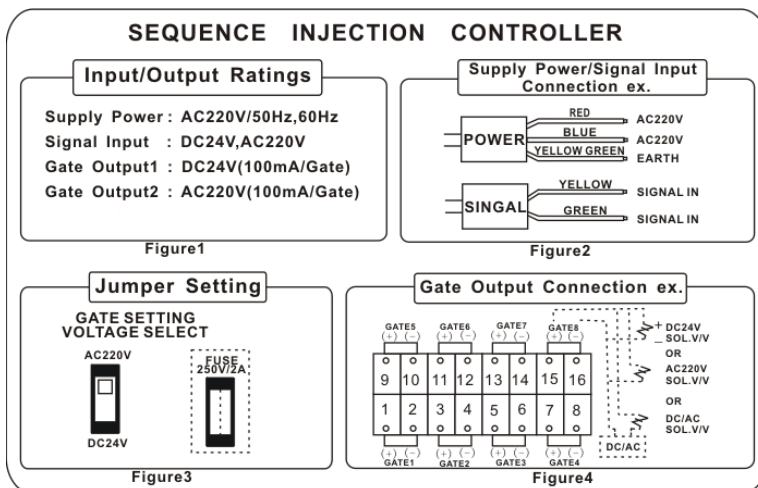 SEQUENCE INJECTION CONTROLLER
Input/Output Ratings
Supply Power : AC220V/50Hz,60Hz
Signal Input : DC24V,AC220V
Gate Output1 : DC24V(100mA/Gate)
Gate Output2 : AC220V(100mA/Gate)
Figure1
Supply Power/Signal Input
Connection ex.
POWER
RED
AC220V
BLUE
AC220V
YELLOW GREEN
EARTH
SINGAL
YELLOW
SIGNAL IN
GREEN
SIGNAL IN
Figure2
Jumper Setting
GATE SETTING
VOLTAGE SELECT
AC220V
DC24V
FUSE
250V/2A
Figure3
Gate Output Connection ex.
GATE5 GATE6 GATE7 GATE8
(+) (-) (+) (-) (+) (-) (+) (-)
9 10 11 12 13 14 15 16
1 2 3 4 5 6 7 8
(+) (-) (+) (-) (+) (-) (+) (-)
GATE1 GATE2 GATE3 GATE4
+ DC24V
- SOL.V/V
OR
AC220V
SOL.V/V
OR
DC/AC
SOL.V/V
DC/AC
Figure4